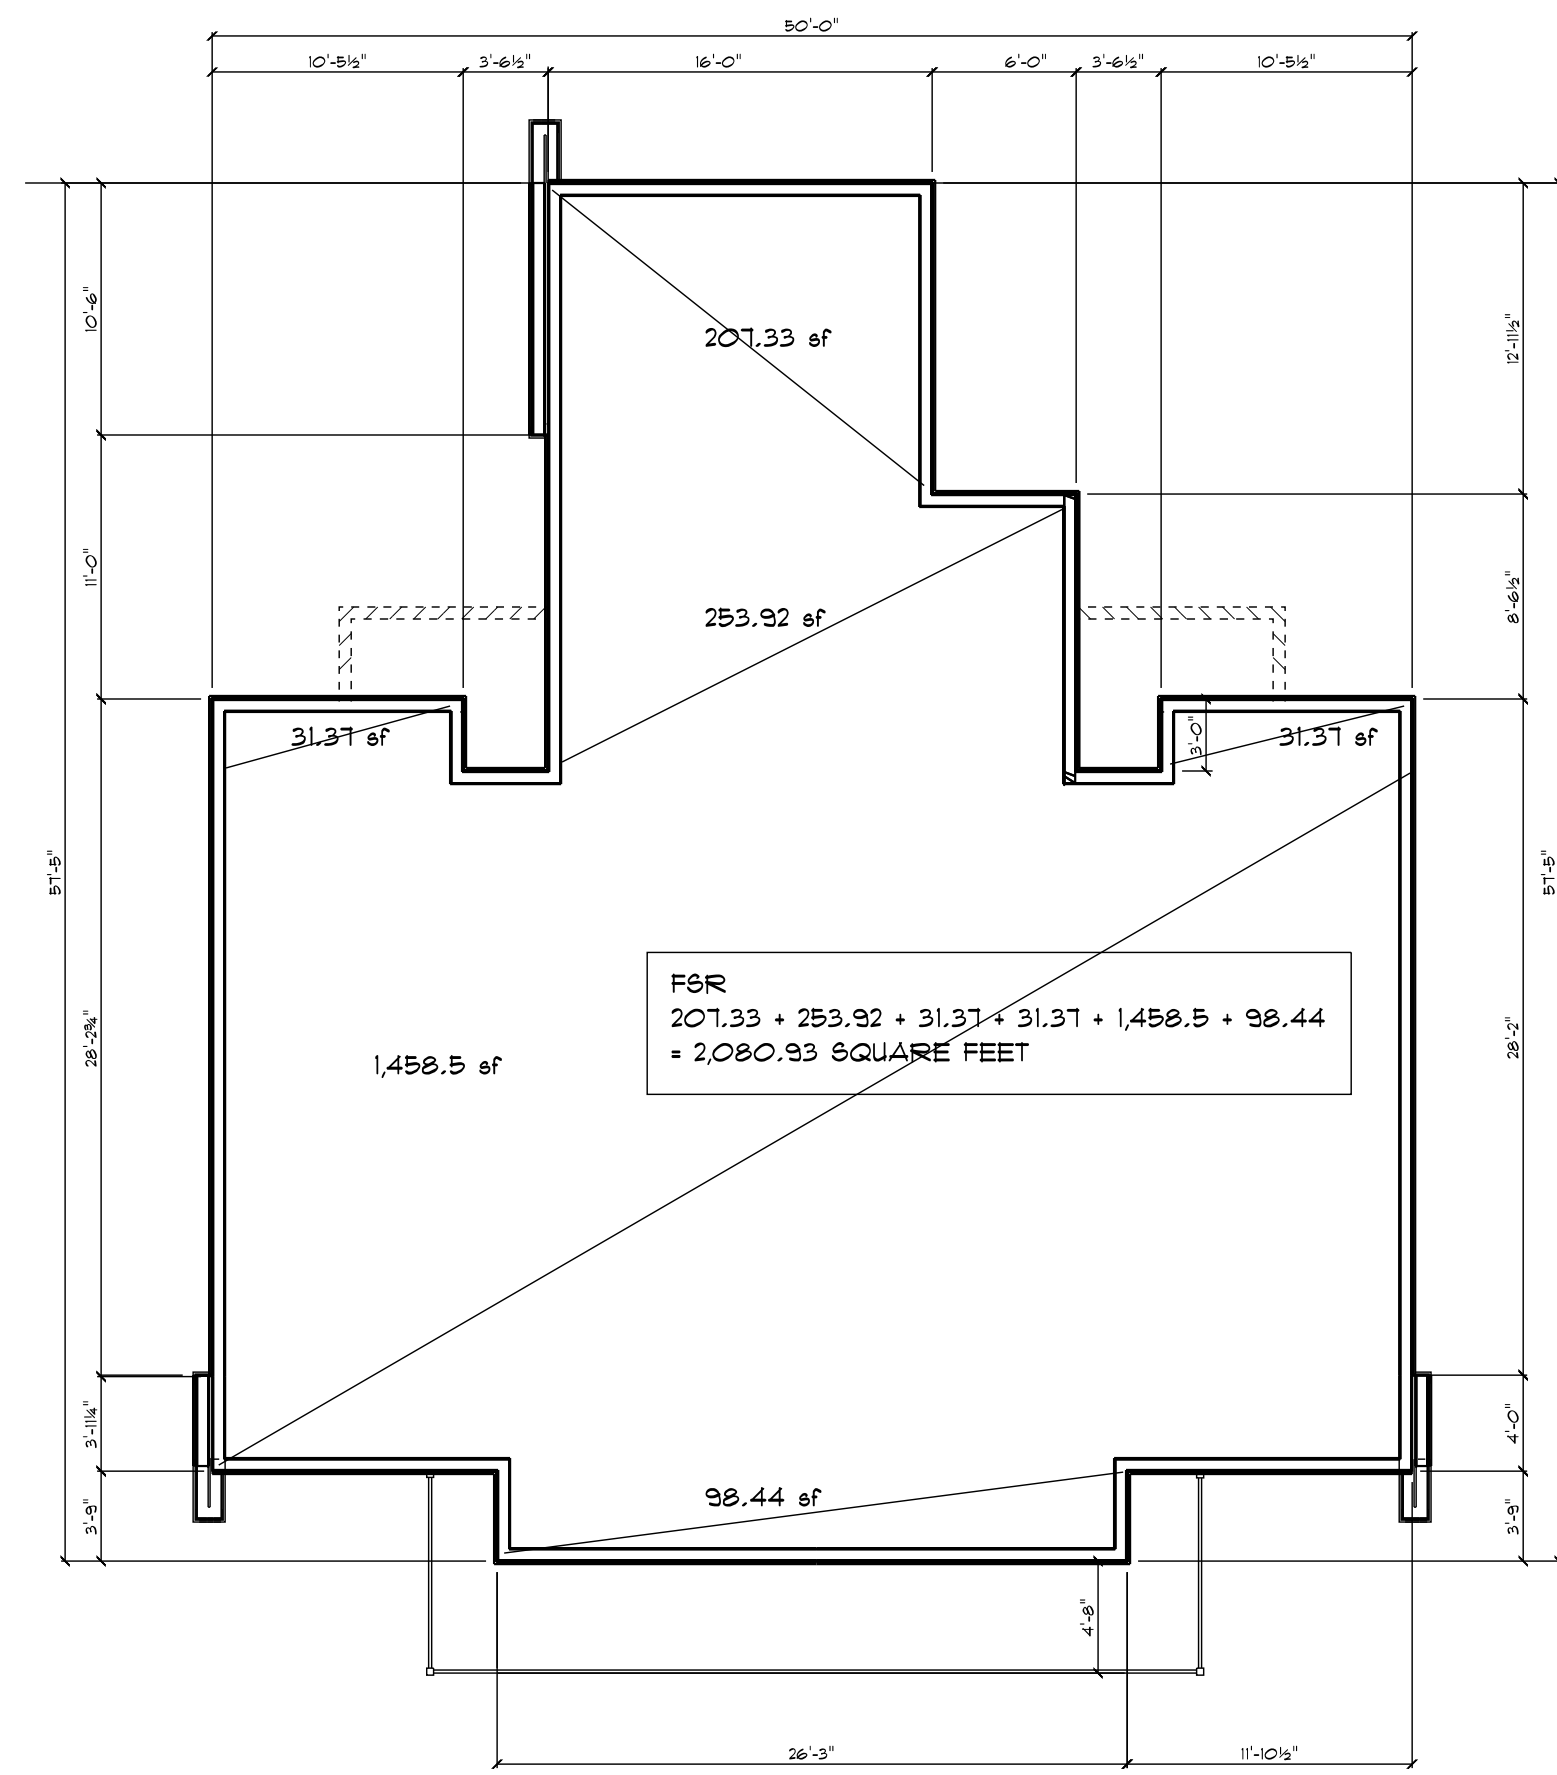 50'-0"
10'-5½" 3'-6½" 16'-0" 6'-0" 3'-6½" 10'-5½"
10'-6"
12'-11½"
207.33 sf
11'-0"
8'-6½"
253.92 sf
31.37 sf
3'-0"
31.37 sf
57'-5"
57'-5"
FSR
207.33 + 253.92 + 31.37 + 31.37 + 1,458.5 + 98.44
= 2,080.93 SQUARE FEET
28'-2¾"
28'-2"
1,458.5 sf
3'-11¼"
4'-0"
98.44 sf
3'-9"
3'-9"
4'-8"
26'-3" 11'-10½"